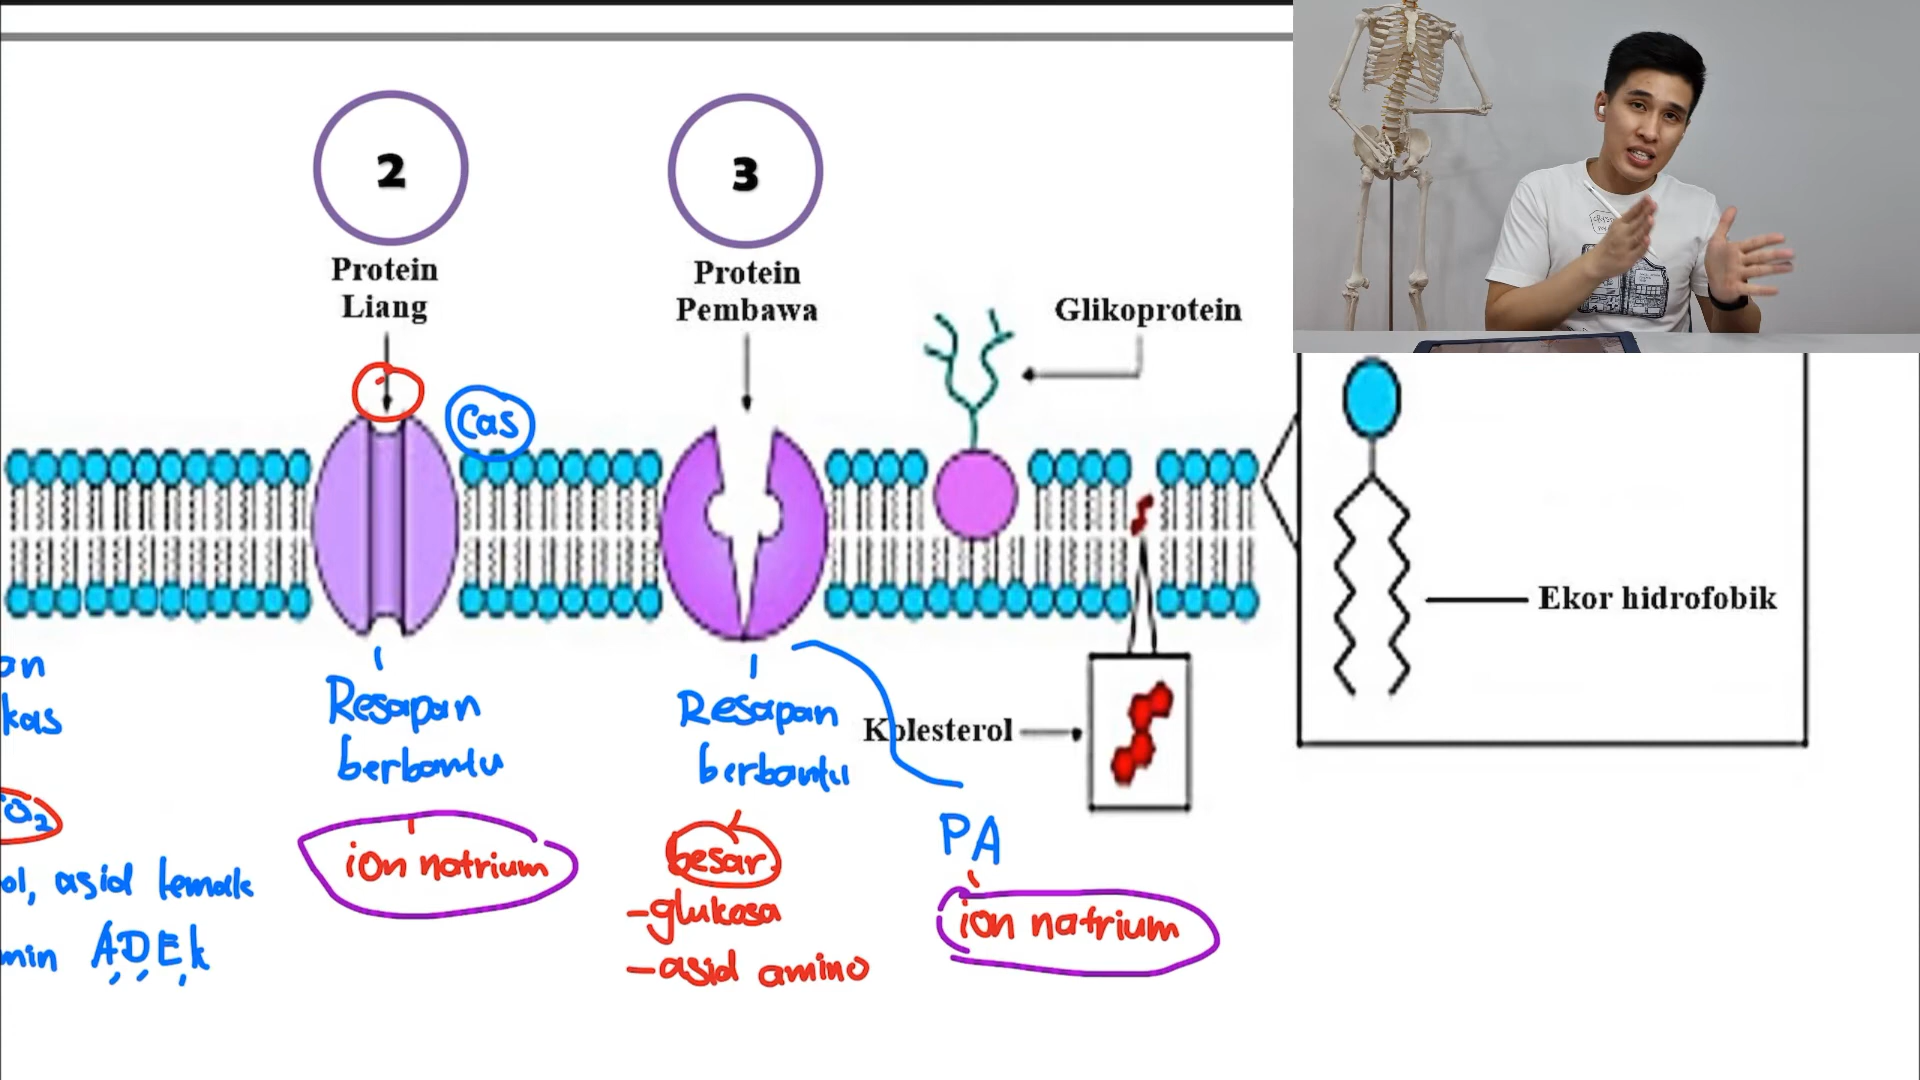 2
3
Protein
Liang
Protein
Pembawa
Glikoprotein
Cas
Ekor hidrofobik
Kolesterol
kas
Resapan
berbantu
Resapan
berbantu
O₂
ion natrium
besar
-glukosa
-asid amino
PA
ion natrium
ol, asid lemak
min ADEK